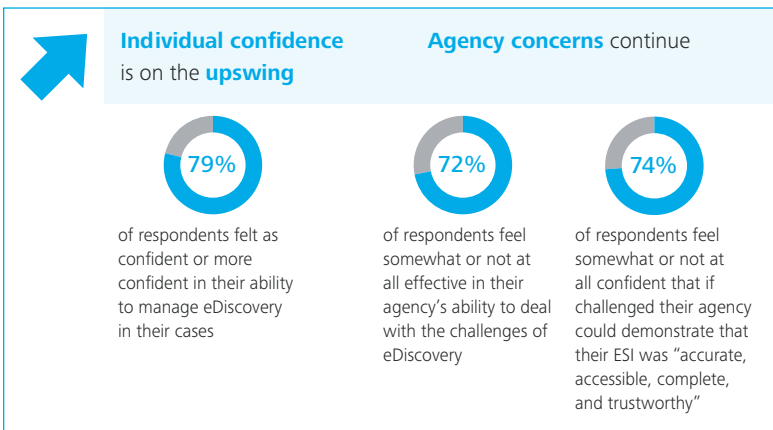 Individual confidence
is on the upswing
Agency concerns continue
79%
of respondents felt as
confident or more
confident in their ability
to manage eDiscovery
in their cases
72%
of respondents feel
somewhat or not at
all effective in their
agency’s ability to deal
with the challenges of
eDiscovery
74%
of respondents feel
somewhat or not at
all confident that if
challenged their agency
could demonstrate that
their ESI was “accurate,
accessible, complete,
and trustworthy”